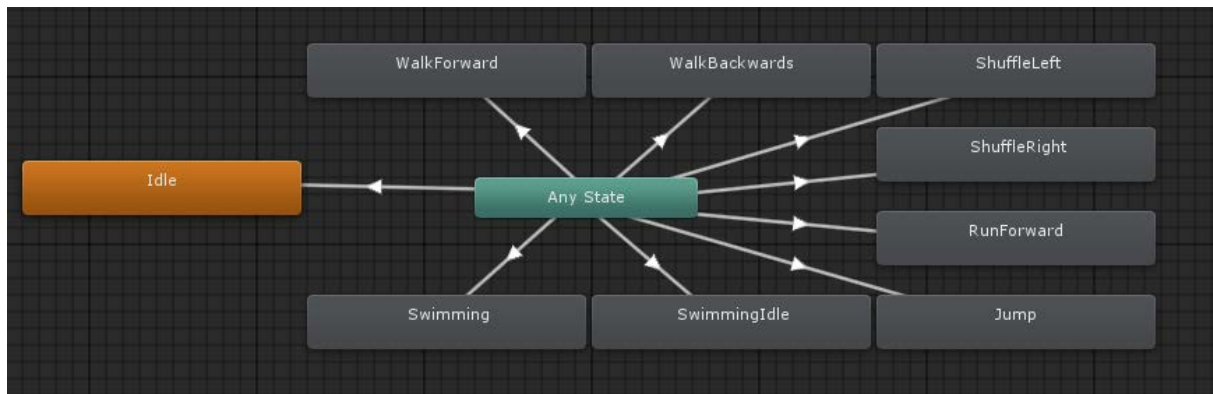 WalkForward
WalkBackwards
ShuffleLeft
ShuffleRight
Idle
Any State
RunForward
Swimming
SwimmingIdle
Jump